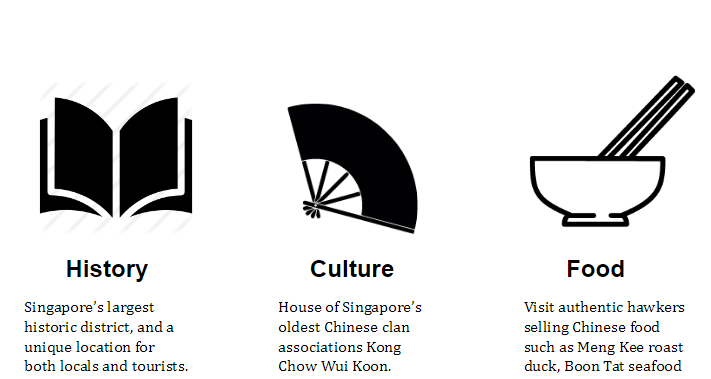 History
Singapore's largest
historic district, and a
unique location for
both locals and tourists.
Culture
House of Singapore's
oldest Chinese clan
associations Kong
Chow Wui Koon.
Food
Visit authentic hawkers
selling Chinese food
such as Meng Kee roast
duck, Boon Tat seafood